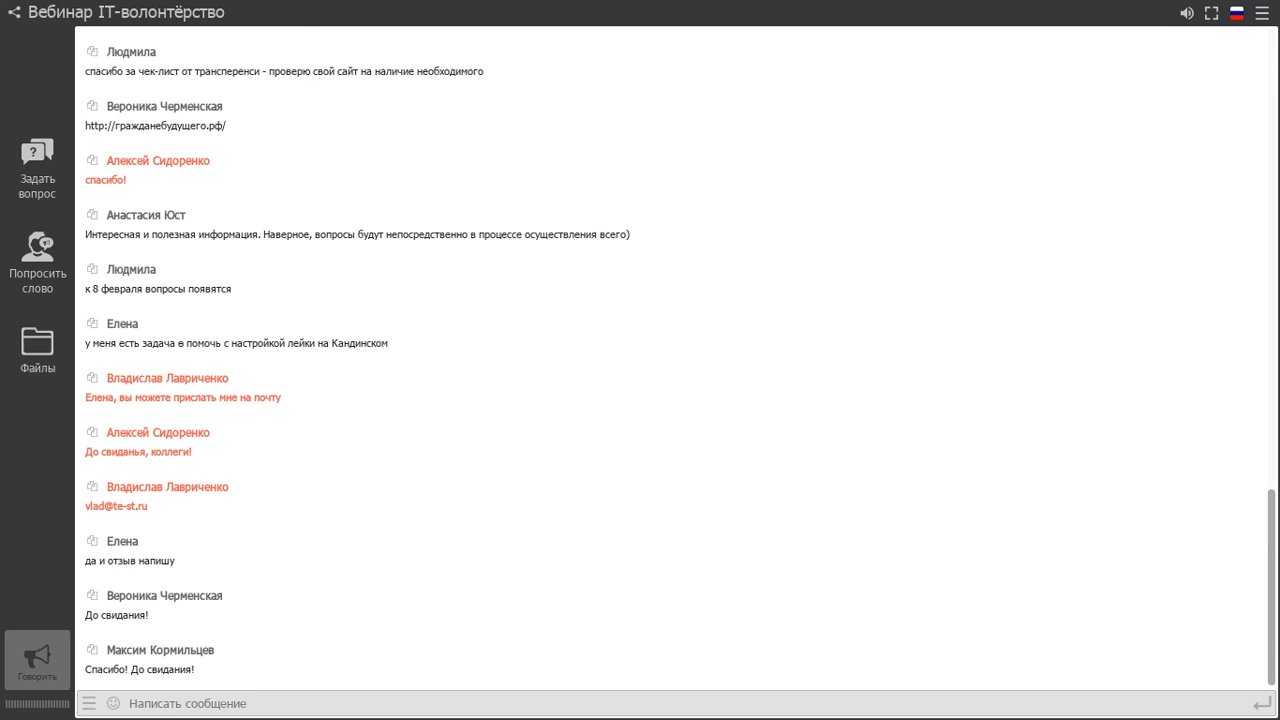 Вебинар IT-волонтёрство
Людмила
спасибо за чек-лист от трансперенси - проверю свой сайт на наличие необходимого
Вероника Черменская
http://гражданебудущего.рф/
Алексей Сидоренко
спасибо!
Анастасия Юст
Интересная и полезная информация. Наверное, вопросы будут непосредственно в процессе осуществления всего)
Людмила
к 8 февраля вопросы появятся
Елена
у меня есть задача ө помочь с настройкой лейки на Кандинском
Владислав Лавриченко
Елена, вы можете прислать мне на почту
Алексей Сидоренко
До свиданья, коллеги!
Владислав Лавриченко
vlad@te-st.ru
Елена
да и отзыв напишу
Вероника Черменская
До свидания!
Максим Кормильцев
Спасибо! До свидания!
Написать сообщение
Задать
вопрос
Попросить
слово
Файлы
Говорить